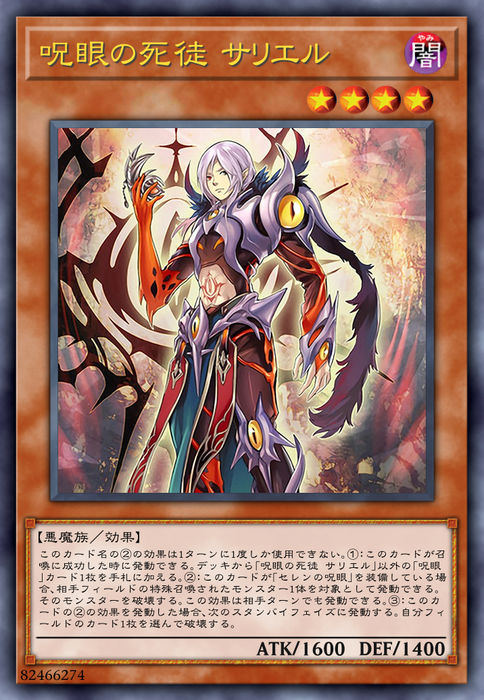 呪眼の死徒 サリエル
やみ
闇
【悪魔族／効果】
このカード名の②の効果は1ターンに1度しか使用できない。①：このカードが召
喚に成功した時に発動できる。デッキから「呪眼の死徒 サリエル」以外の「呪眼
」カード1枚を手札に加える。②：このカードが「セレンの呪眼」を装備している場
合、相手フィールドの特殊召喚されたモンスター1体を対象として発動できる。
そのモンスターを破壊する。この効果は相手ターンでも発動できる。③：このカ
ードの②の効果を発動した場合、次のスタンバイフェイズに発動する。自分フ
ィールドのカード1枚を選んで破壊する。
ATK/1600 DEF/1400
82466274